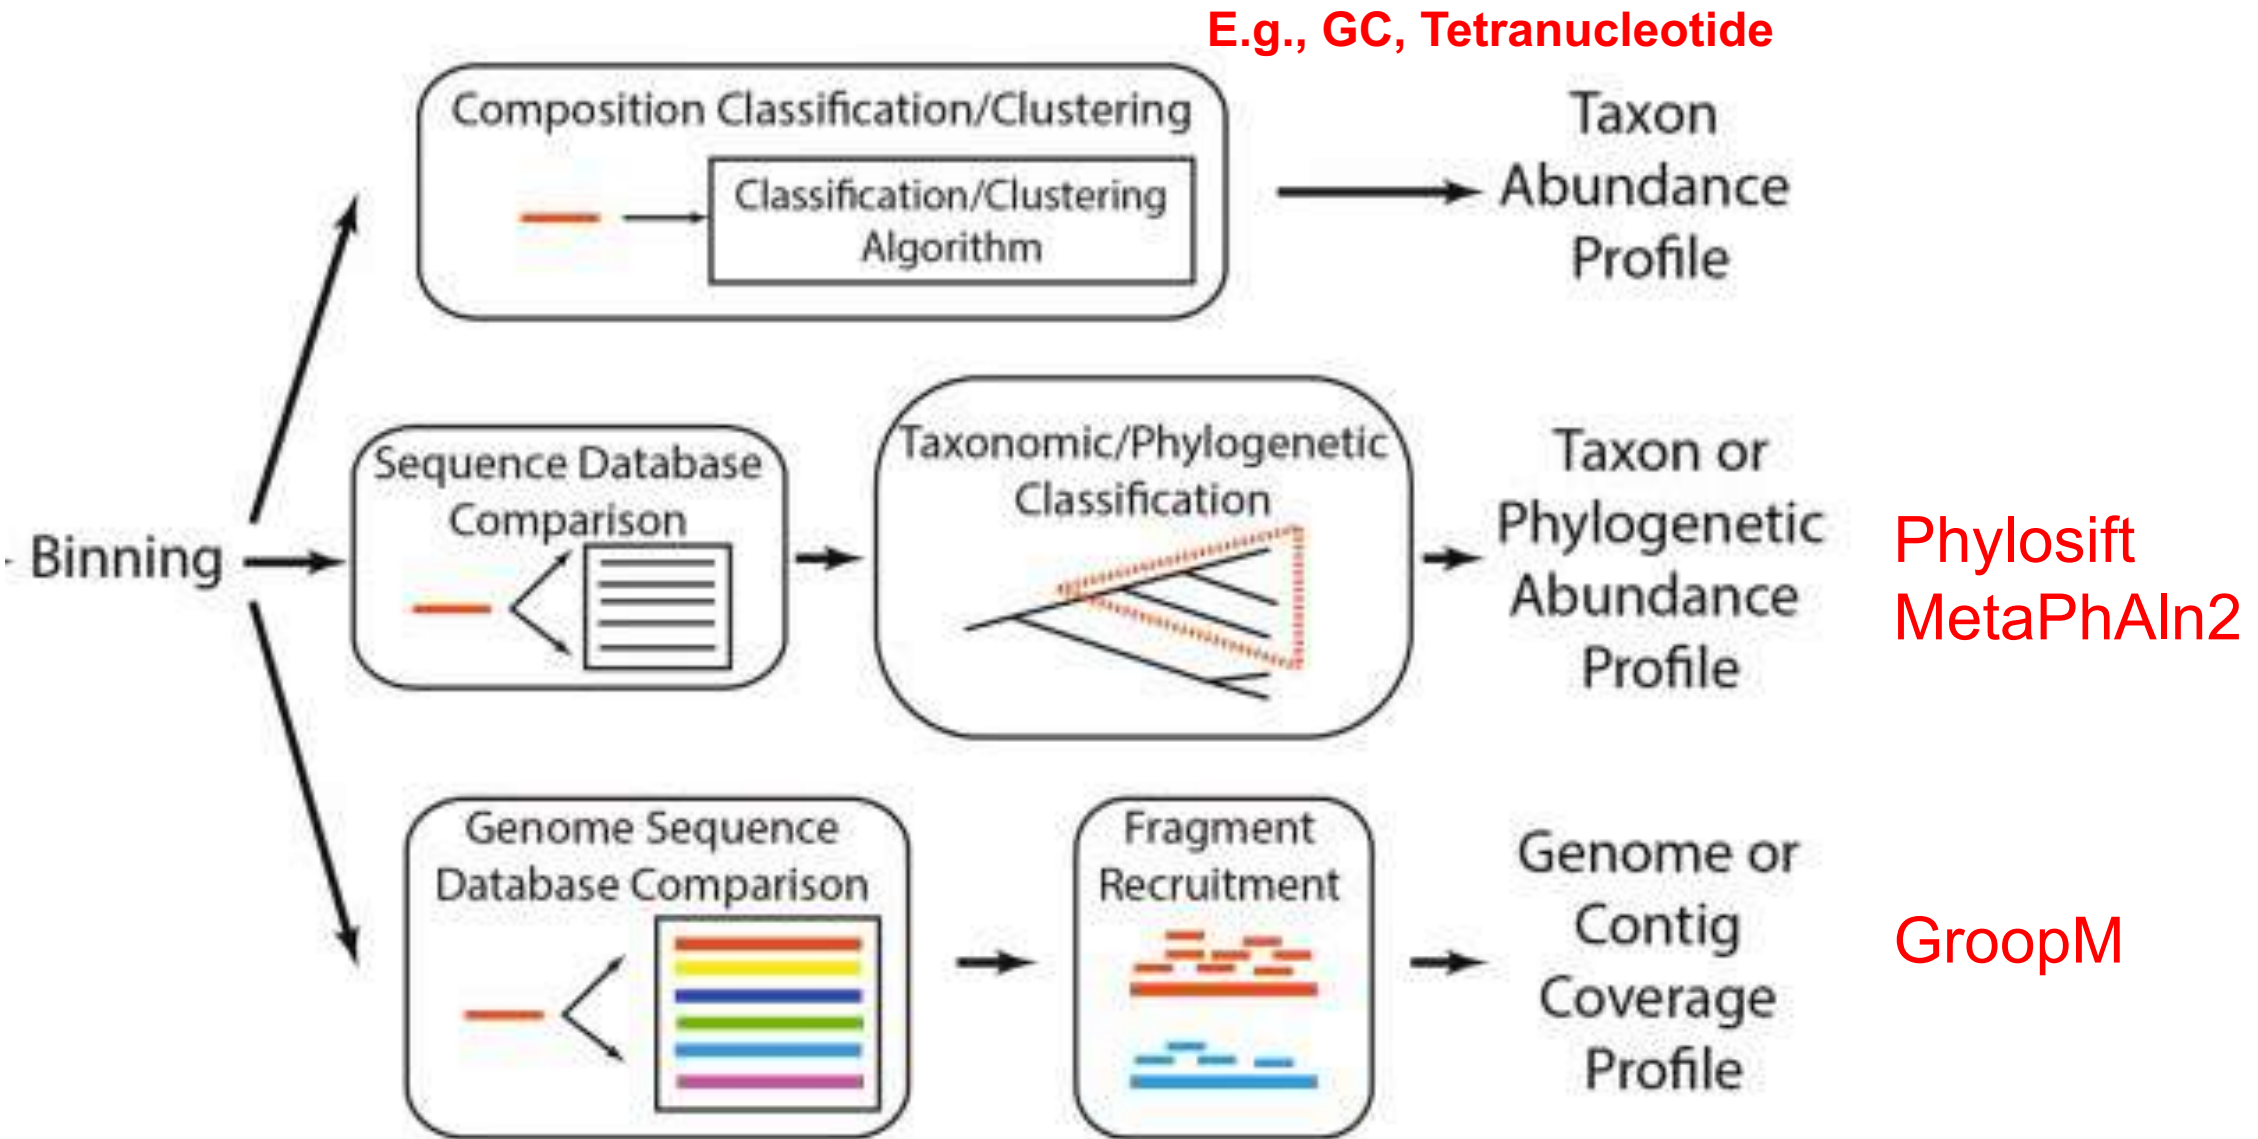 E.g., GC, Tetranucleotide
Composition Classification/Clustering
Classification/Clustering
Algorithm
Taxon
Abundance
Profile
Binning
Sequence Database
Comparison
Taxonomic/Phylogenetic
Classification
Taxon or
Phylogenetic
Abundance
Profile
Phylosift
MetaPhAln2
Genome Sequence
Database Comparison
Fragment
Recruitment
Genome or
Contig
Coverage
Profile
GroopM